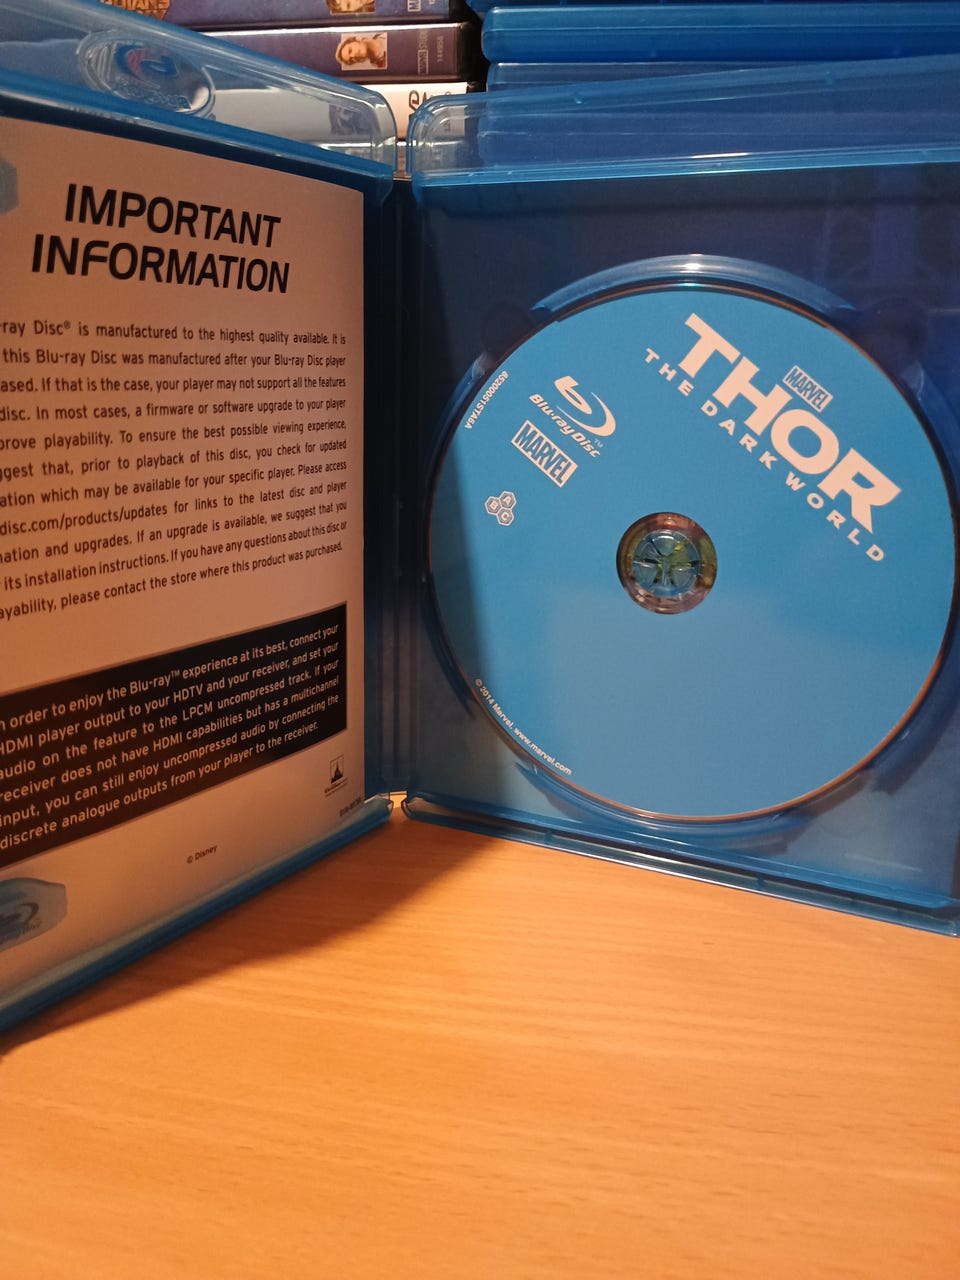 IMPORTANT
INFORMATION
-ray Disc® is manufactured to the highest quality available. It is
this Blu-ray Disc was manufactured after your Blu-ray Disc player
ased. If that is the case, your player may not support all the features
disc. In most cases, a firmware or software upgrade to your player
prove playability. To ensure the best possible viewing experience,
ggest that, prior to playback of this disc, you check for updated
ation which may be available for your specific player. Please access
disc.com/products/updates for links to the latest disc and player
mation and upgrades. If an upgrade is available, we suggest that you
its installation instructions. If you have any questions about this disc or
ayability, please contact the store where this product was purchased.
n order to enjoy the Blu-ray™ experience at its best, connect your
HDMI player output to your HDTV and your receiver, and set your
audio on the feature to the LPCM uncompressed track. If your
receiver does not have HDMI capabilities but has a multichannel
input, you can still enjoy uncompressed audio by connecting the
discrete analogue outputs from your player to the receiver.
© Disney
MARVEL
THOR
THE DARK WORLD
Blu-ray Disc™
MARVEL
A
B C
85200051STA6A
© 2014 Marvel. www.marvel.com